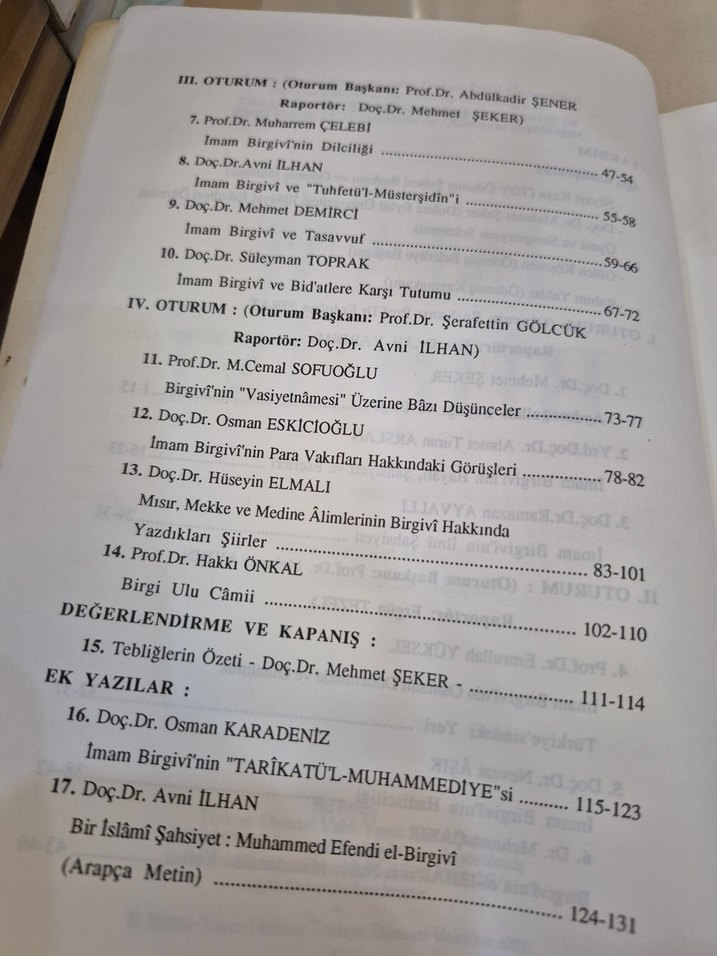 III. OTURUM : (Oturum Başkanı: Prof.Dr. Abdülkadir ŞENER
Raportör: Doç.Dr. Mehmet ŞEKER)
7. Prof.Dr. Muharrem ÇELEBİ
İmam Birgivî'nin Dilciliği ........................................................ 47-54
8. Doç.Dr.Avni İLHAN
İmam Birgivî ve "Tuhfetü'l-Müsterşidîn"i ............................ 55-58
9. Doç.Dr. Mehmet DEMİRCİ
İmam Birgivî ve Tasavvuf ..................................................... 59-66
10. Doç.Dr. Süleyman TOPRAK
İmam Birgivî ve Bid'atlere Karşı Tutumu ............................. 67-72
IV. OTURUM : (Oturum Başkanı: Prof.Dr. Şerafettin GÖLCÜK
Raportör: Doç.Dr. Avni İLHAN)
11. Prof.Dr. M.Cemal SOFUOĞLU
Birgivî'nin "Vasiyetnâmesi" Üzerine Bâzı Düşünceler ............... 73-77
12. Doç.Dr. Osman ESKİCİOĞLU
İmam Birgivî'nin Para Vakıfları Hakkındaki Görüşleri ................ 78-82
13. Doç.Dr. Hüseyin ELMALI
Mısır, Mekke ve Medine Âlimlerinin Birgivî Hakkında
Yazdıkları Şiirler ............................................................ 83-101
14. Prof.Dr. Hakkı ÖNKAL
Birgi Ulu Câmii ............................................................ 102-110
DEĞERLENDİRME VE KAPANIŞ :
15. Tebliğlerin Özeti - Doç.Dr. Mehmet ŞEKER - .................... 111-114
EK YAZILAR :
16. Doç.Dr. Osman KARADENİZ
İmam Birgivî'nin "TARÎKATÜ'L-MUHAMMEDİYE"si .......... 115-123
17. Doç.Dr. Avni İLHAN
Bir İslâmî Şahsiyet : Muhammed Efendi el-Birgivî
(Arapça Metin) ............................................................ 124-131